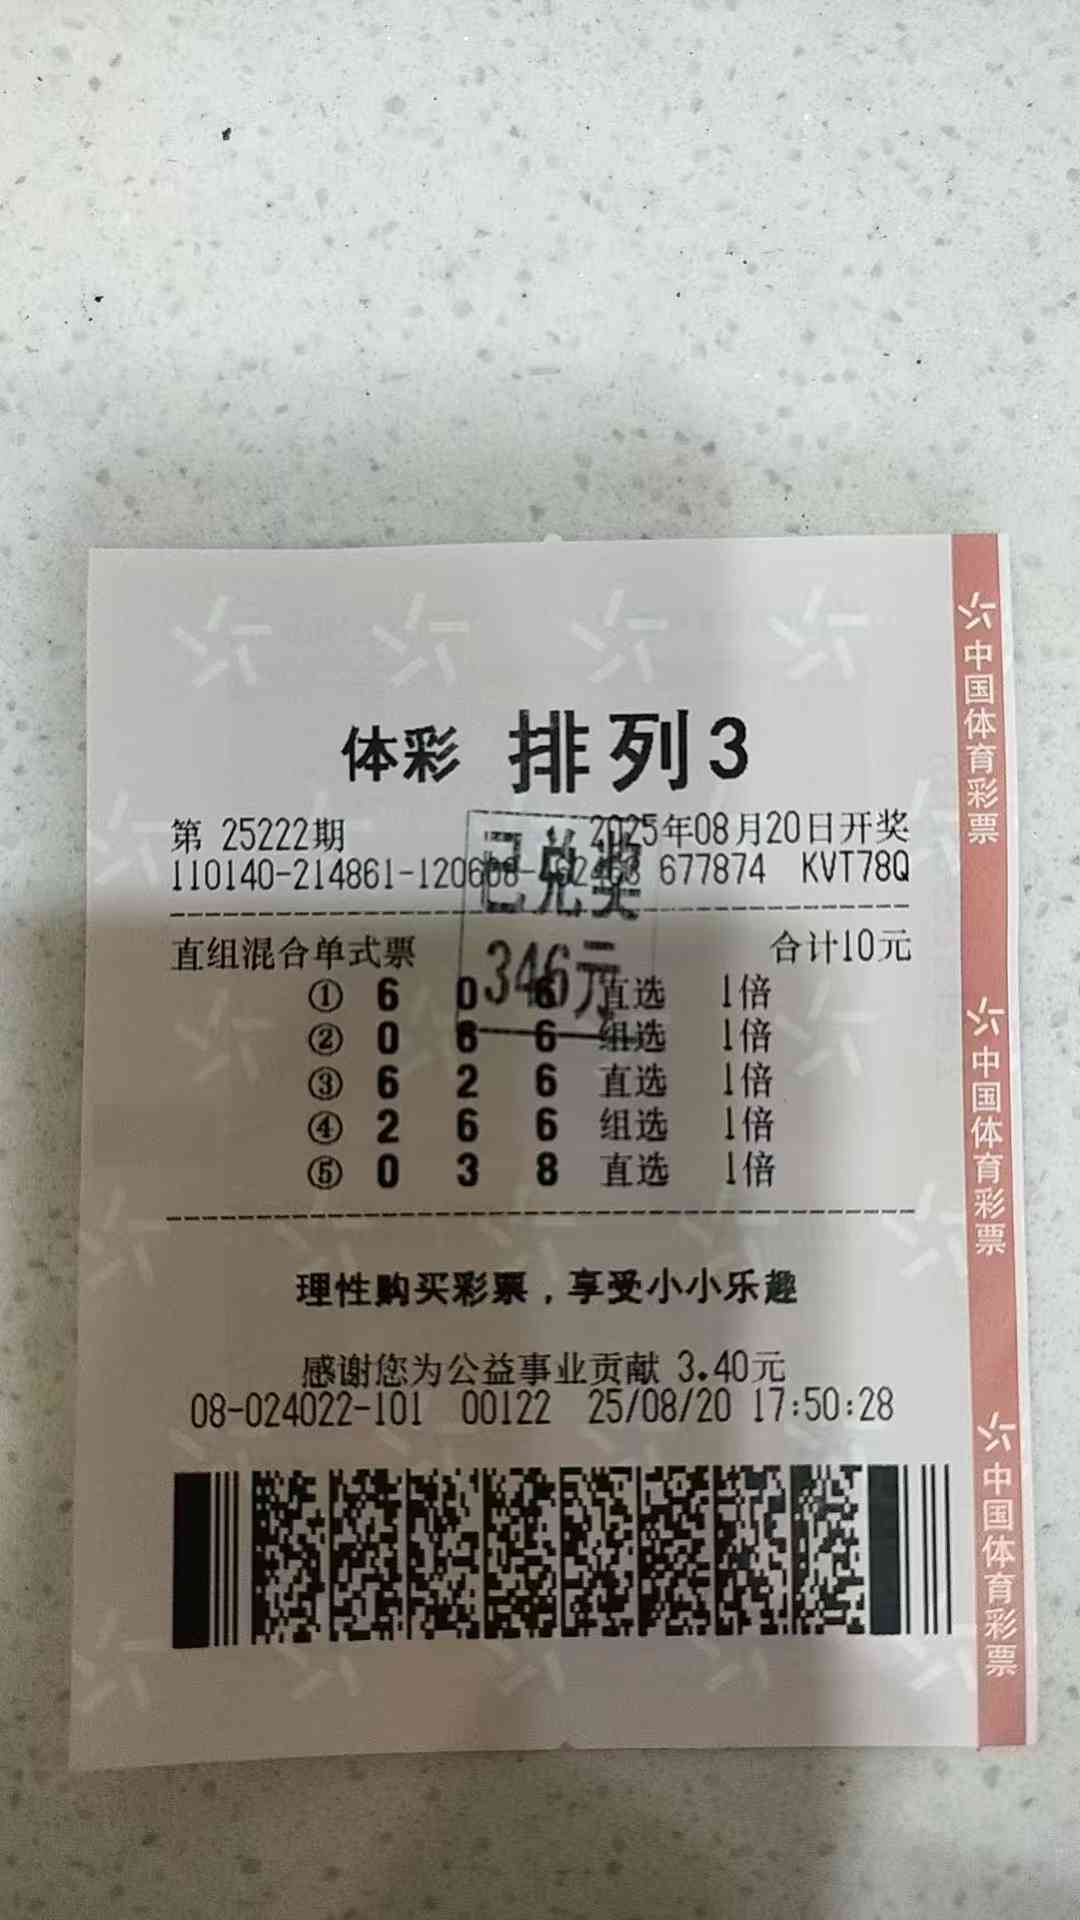 体彩 排列3
第 25222期 2025年08月20日开奖
110140-214861-120668- 677874 KVT78Q
已兑奖
346元
直组混合单式票 合计10元
① 6 0 6 直选 1倍
② 0 6 6 组选 1倍
③ 6 2 6 直选 1倍
④ 2 6 6 组选 1倍
⑤ 0 3 8 直选 1倍
理性购买彩票，享受小小乐趣
感谢您为公益事业贡献 3.40元
08-024022-101 00122 25/08/20 17:50:28
中国体育彩票
中国体育彩票
中国体育彩票